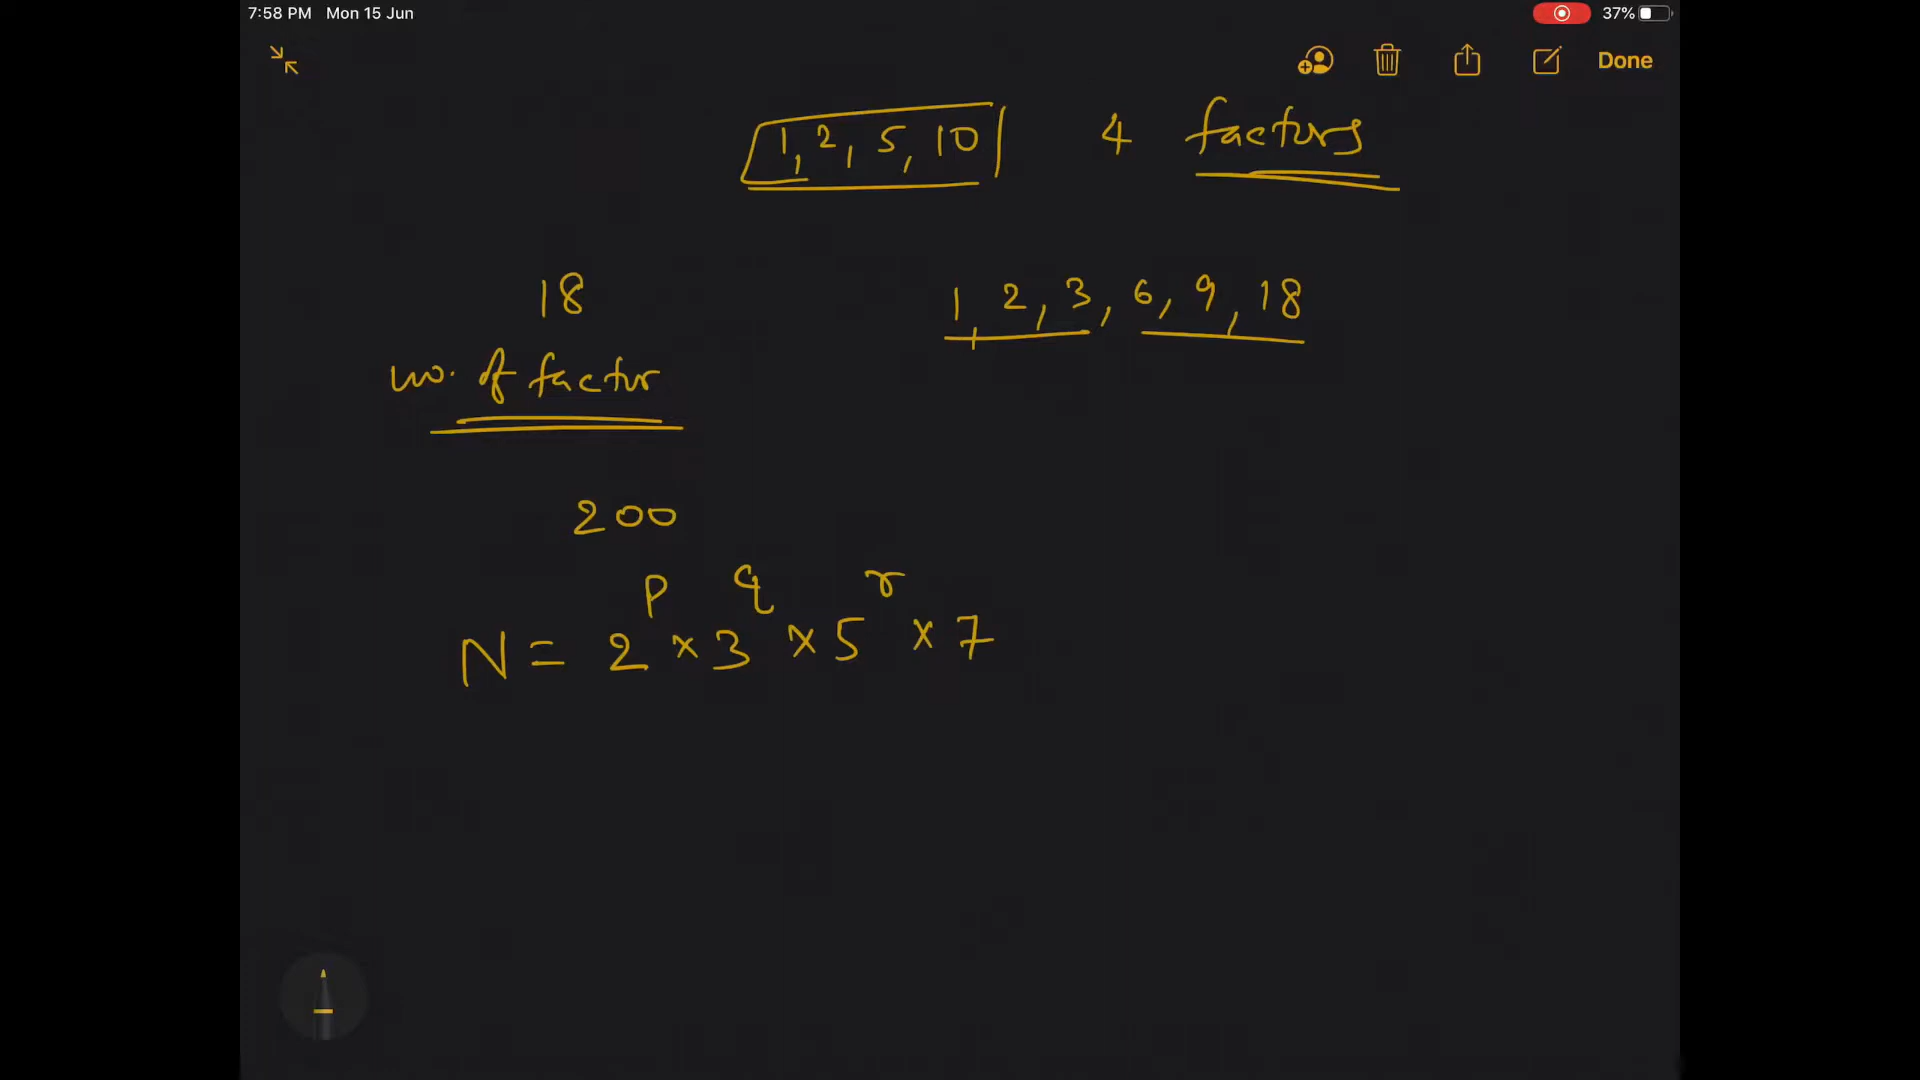 7:58 PM Mon 15 Jun 37%
Done
1, 2, 5, 10 4 factors
18 1, 2, 3, 6, 9, 18
no. of factor
200
N = 2^p × 3^q × 5^r × 7